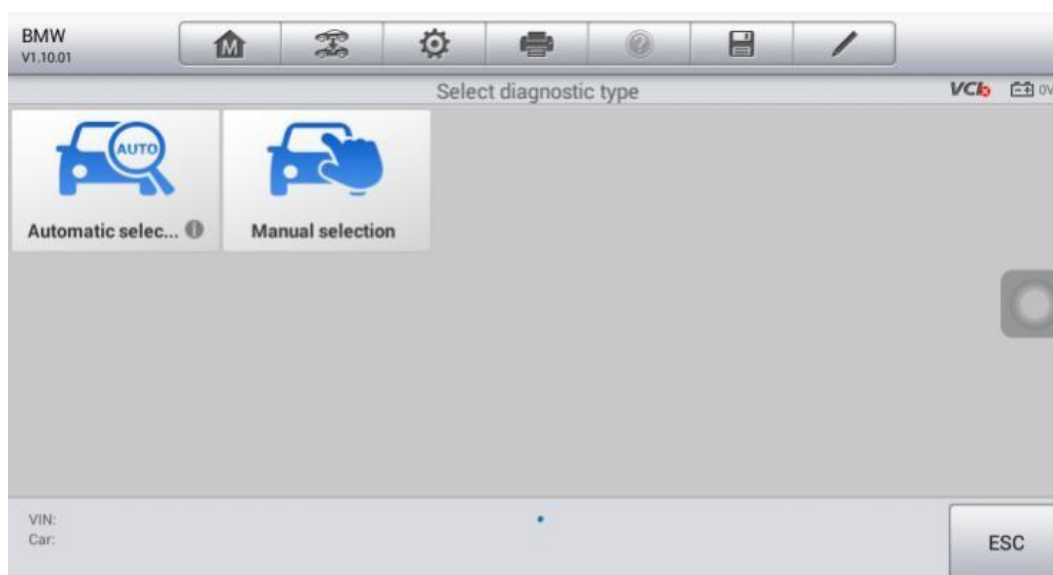 BMW
V1.10.01
M
?
Select diagnostic type
VCI
0V
AUTO
Automatic selec...
Manual selection
VIN:
Car:
ESC